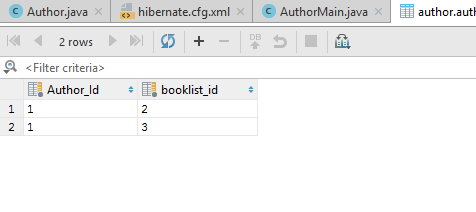 Author.java hibernate.cfg.xml AuthorMain.java author.aut
2 rows DB
<Filter criteria>
Author_Id booklist_id
1 1 2
2 1 3